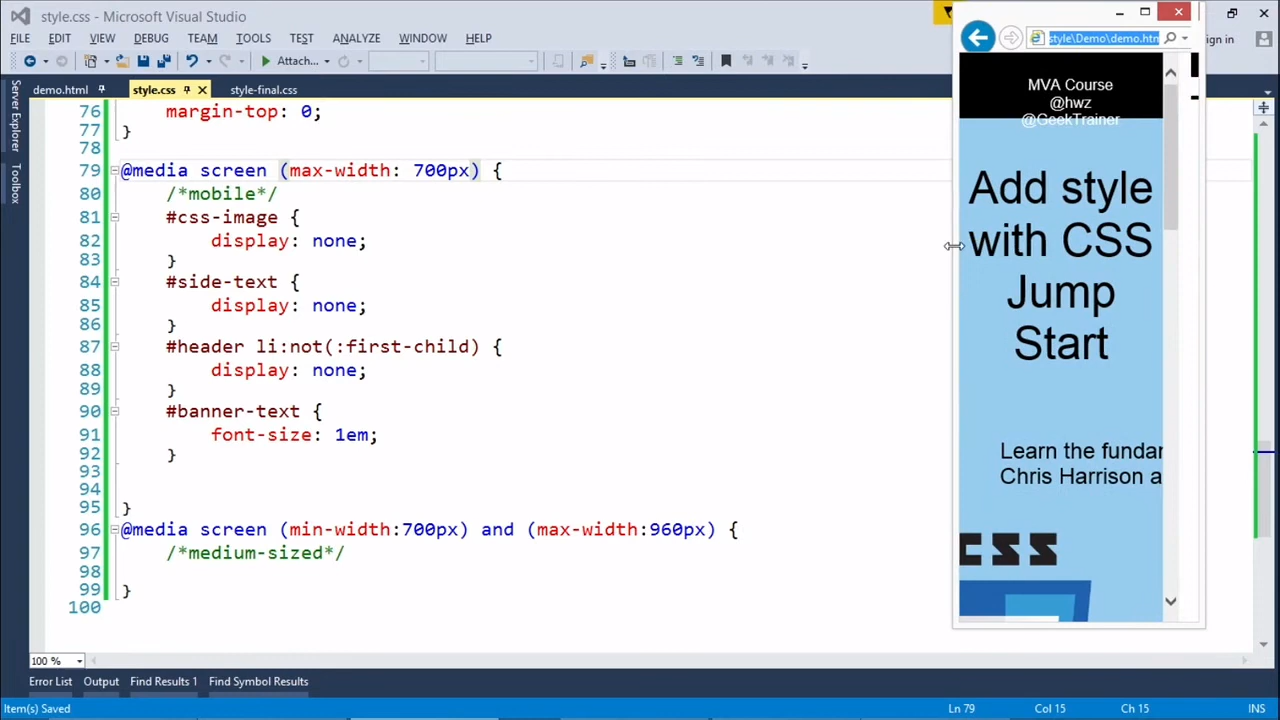 style.css - Microsoft Visual Studio
FILE EDIT VIEW DEBUG TEAM TOOLS TEST ANALYZE WINDOW HELP
ign in
Attach...
demo.html style.css style-final.css
Server Explorer
Toolbox
76 margin-top: 0;
77 }
78
79 @media screen (max-width: 700px) {
80 /*mobile*/
81 #css-image {
82 display: none;
83 }
84 #side-text {
85 display: none;
86 }
87 #header li:not(:first-child) {
88 display: none;
89 }
90 #banner-text {
91 font-size: 1em;
92 }
93
94
95 }
96 @media screen (min-width:700px) and (max-width:960px) {
97 /*medium-sized*/
98
99 }
100
style\Demo\demo.htn
MVA Course
@hwz
@GeekTrainer
Add style
with CSS
Jump
Start
Learn the fundar
Chris Harrison a
CSS
100 %
Error List Output Find Results 1 Find Symbol Results
Item(s) Saved Ln 79 Col 15 Ch 15 INS